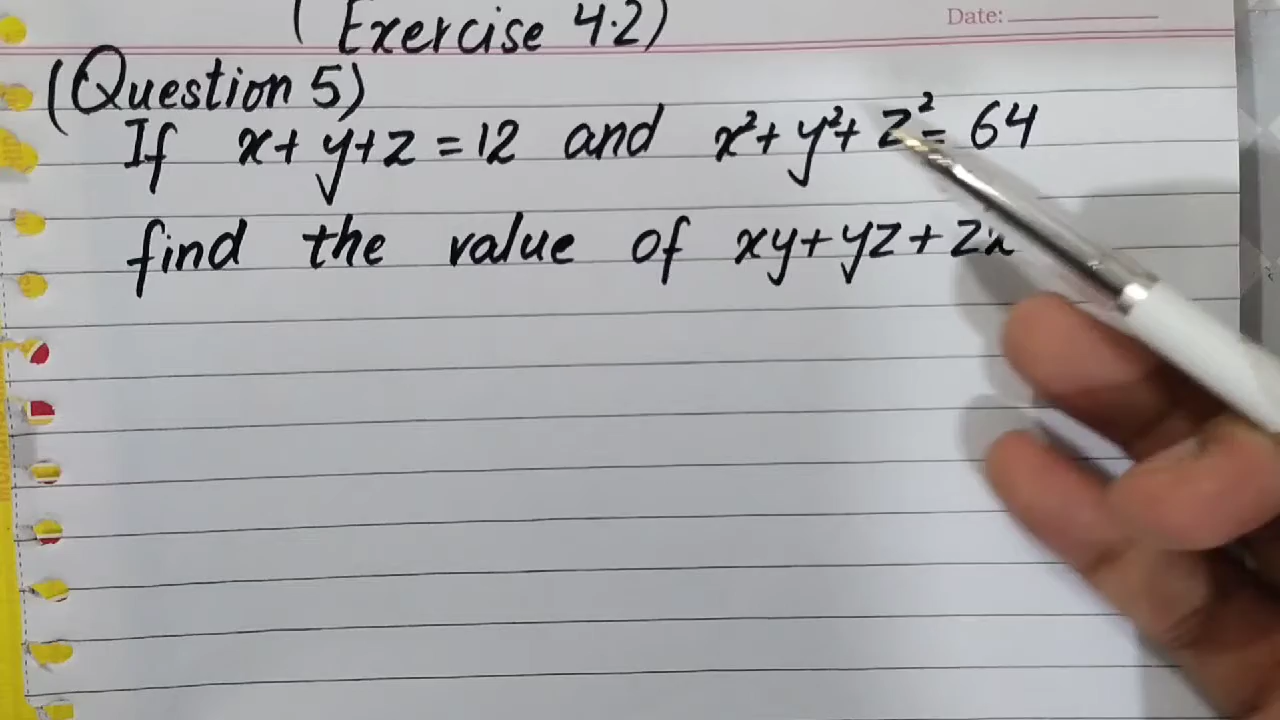 (Exercise 4.2)
Date:
(Question 5)
If x+y+z=12 and x²+y²+z²=64
find the value of xy+yz+zx